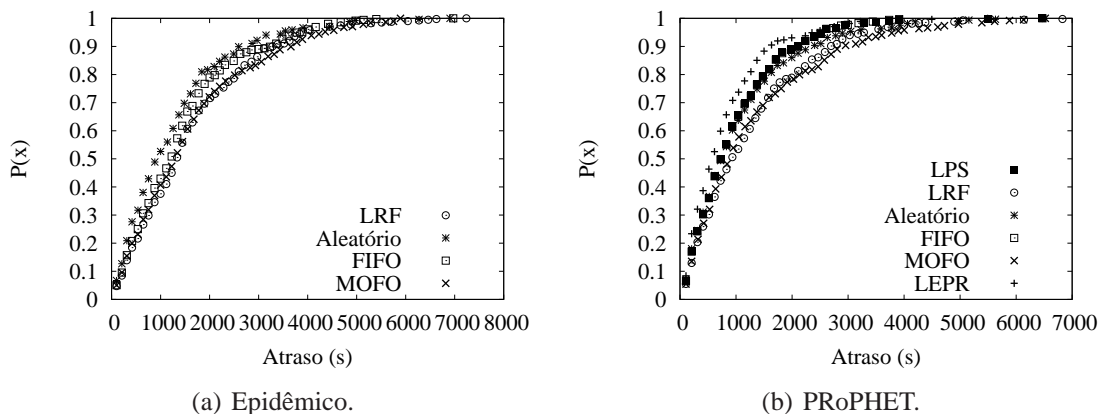 1
0.9
0.8
0.7
0.6
0.5
0.4
0.3
0.2
0.1
0
P(x)
LRF
Aleatório
FIFO
MOFO
0 1000 2000 3000 4000 5000 6000 7000 8000
Atraso (s)
(a) Epidêmico.
1
0.9
0.8
0.7
0.6
0.5
0.4
0.3
0.2
0.1
0
P(x)
LPS
LRF
Aleatório
FIFO
MOFO
LEPR
0 1000 2000 3000 4000 5000 6000 7000
Atraso (s)
(b) PRoPHET.